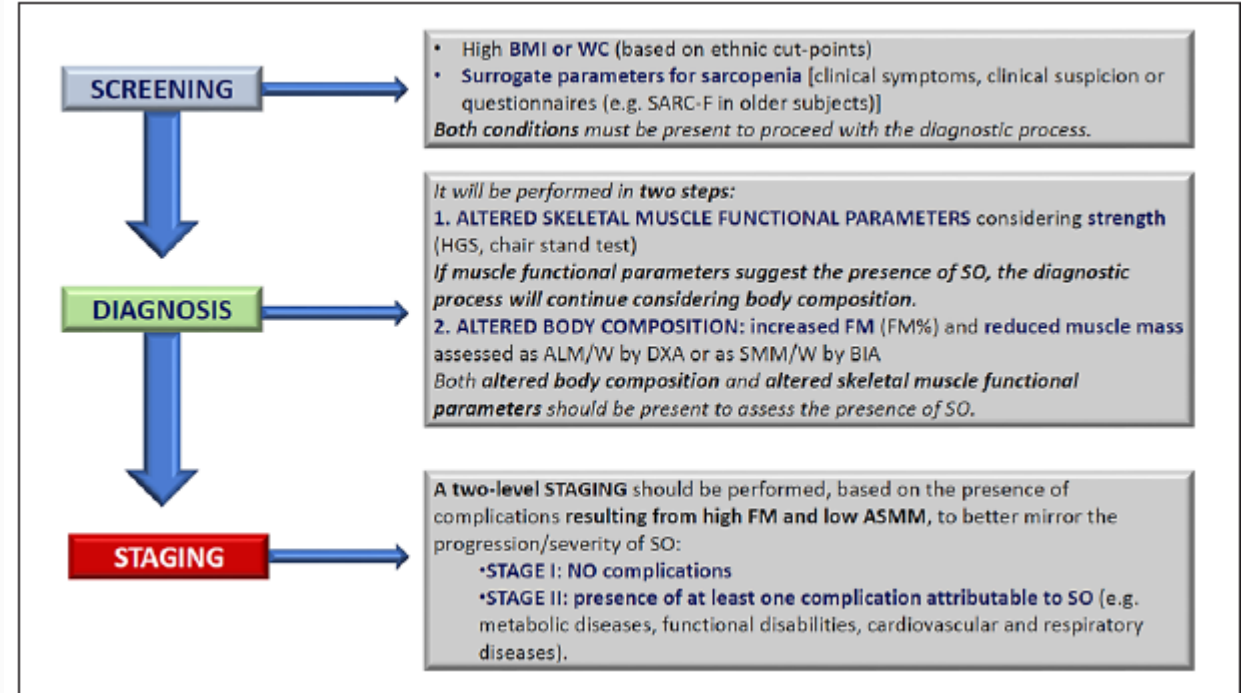 SCREENING
• High BMI or WC (based on ethnic cut-points)
• Surrogate parameters for sarcopenia [clinical symptoms, clinical suspicion or
questionnaires (e.g. SARC-F in older subjects)]
Both conditions must be present to proceed with the diagnostic process.
DIAGNOSIS
It will be performed in two steps:
1. ALTERED SKELETAL MUSCLE FUNCTIONAL PARAMETERS considering strength
(HGS, chair stand test)
If muscle functional parameters suggest the presence of SO, the diagnostic
process will continue considering body composition.
2. ALTERED BODY COMPOSITION: increased FM (FM%) and reduced muscle mass
assessed as ALM/W by DXA or as SMM/W by BIA
Both altered body composition and altered skeletal muscle functional
parameters should be present to assess the presence of SO.
STAGING
A two-level STAGING should be performed, based on the presence of
complications resulting from high FM and low ASMM, to better mirror the
progression/severity of SO:
•STAGE I: NO complications
•STAGE II: presence of at least one complication attributable to SO (e.g.
metabolic diseases, functional disabilities, cardiovascular and respiratory
diseases).